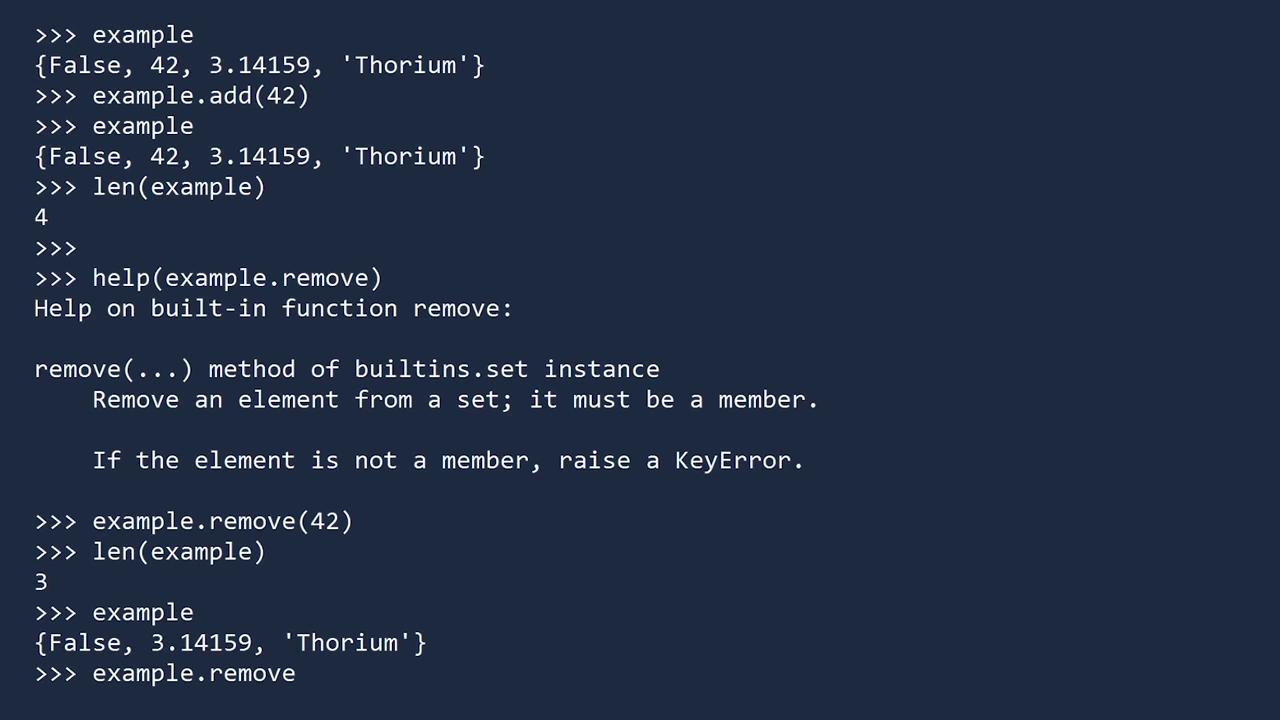 >>> example
{False, 42, 3.14159, 'Thorium'}
>>> example.add(42)
>>> example
{False, 42, 3.14159, 'Thorium'}
>>> len(example)
4
>>>
>>> help(example.remove)
Help on built-in function remove:

remove(...) method of builtins.set instance
    Remove an element from a set; it must be a member.

    If the element is not a member, raise a KeyError.

>>> example.remove(42)
>>> len(example)
3
>>> example
{False, 3.14159, 'Thorium'}
>>> example.remove